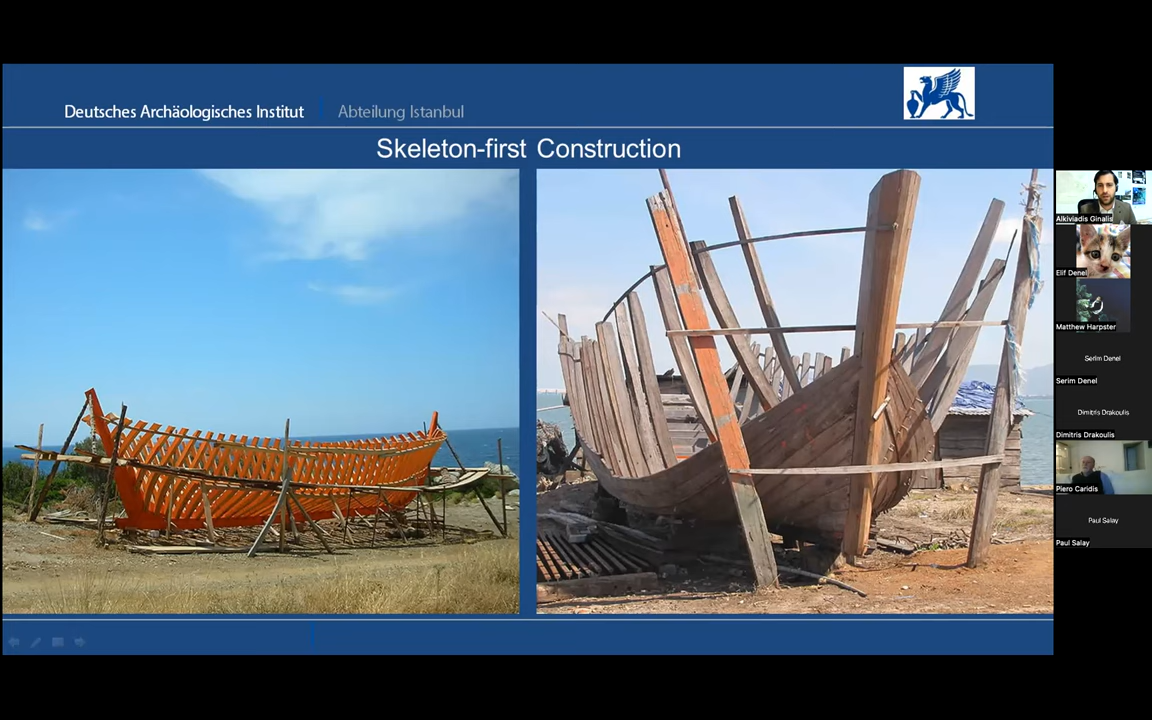 Deutsches Archäologisches Institut
Abteilung Istanbul
Skeleton-first Construction
Alkiviadis Ginalis
Elif Denel
Matthew Harpster
Serim Denel
Serim Denel
Dimitris Drakoulis
Dimitris Drakoulis
Piero Caridis
Paul Salay
Paul Salay